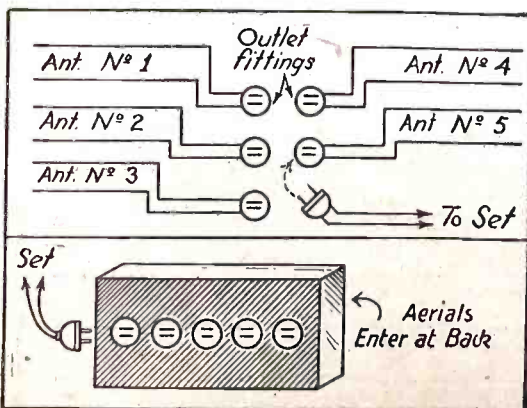 Outlet
fittings
Ant. Nº 1
Ant. Nº 2
Ant. Nº 3
Ant. Nº 4
Ant. Nº 5
To Set
Set
Aerials
Enter at Back